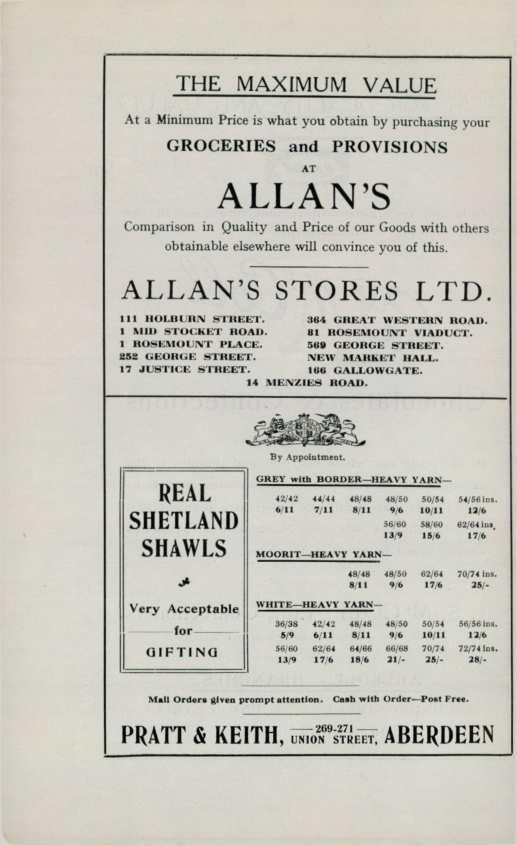 THE MAXIMUM VALUE
At a Minimum Price is what you obtain by purchasing your
GROCERIES and PROVISIONS
AT
ALLAN'S
Comparison in Quality and Price of our Goods with others
obtainable elsewhere will convince you of this.
ALLAN'S STORES LTD.
111 HOLBURN STREET.
1 MID STOCKET ROAD.
1 ROSEMOUNT PLACE.
252 GEORGE STREET.
17 JUSTICE STREET.
364 GREAT WESTERN ROAD.
81 ROSEMOUNT VIADUCT.
569 GEORGE STREET.
NEW MARKET HALL.
166 GALLOWGATE.
14 MENZIES ROAD.
By Appointment.
REAL
SHETLAND
SHAWLS
Very Acceptable
for
GIFTING
GREY with BORDER—HEAVY YARN—
42/42 44/44 48/48 48/50 50/54 54/56 ins.
6/11 7/11 8/11 9/6 10/11 12/6
56/60 58/60 62/64 ins.
13/9 15/6 17/6
MOORIT—HEAVY YARN—
48/48 48/50 62/64 70/74 ins.
8/11 9/6 17/6 25/-
WHITE—HEAVY YARN—
36/38 42/42 48/48 48/50 50/54 56/56 ins.
5/9 6/11 8/11 9/6 10/11 12/6
56/60 62/64 64/66 66/68 70/74 72/74 ins.
13/9 17/6 18/6 21/- 25/- 28/-
Mail Orders given prompt attention. Cash with Order—Post Free.
PRATT & KEITH, 269-271 UNION STREET, ABERDEEN